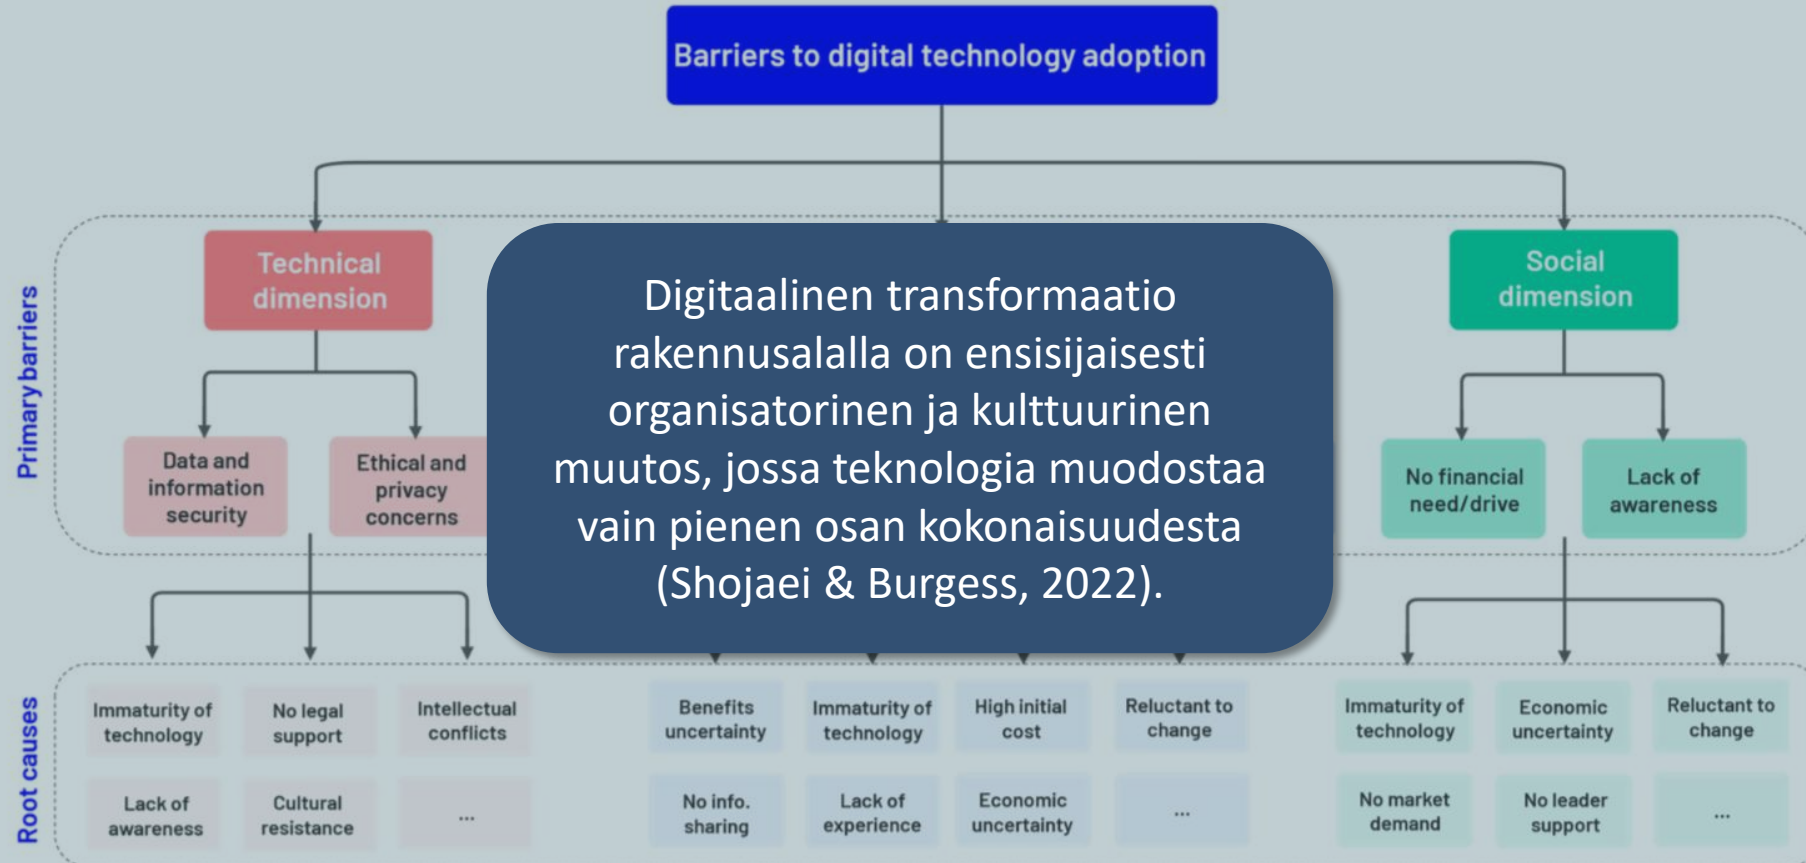 Barriers to digital technology adoption
Primary barriers
Technical
dimension
Social
dimension
Data and
information
security
Ethical and
privacy
concerns
Digitaalinen transformaatio
rakennusalalla on ensisijaisesti
organisatorinen ja kulttuurinen
muutos, jossa teknologia muodostaa
vain pienen osan kokonaisuudesta
(Shojaei & Burgess, 2022).
No financial
need/drive
Lack of
awareness
Root causes
Immaturity of
technology
No legal
support
Intellectual
conflicts
Benefits
uncertainty
Immaturity of
technology
High initial
cost
Reluctant to
change
Immaturity of
technology
Economic
uncertainty
Reluctant to
change
Lack of
awareness
Cultural
resistance
...
No info.
sharing
Lack of
experience
Economic
uncertainty
...
No market
demand
No leader
support
...